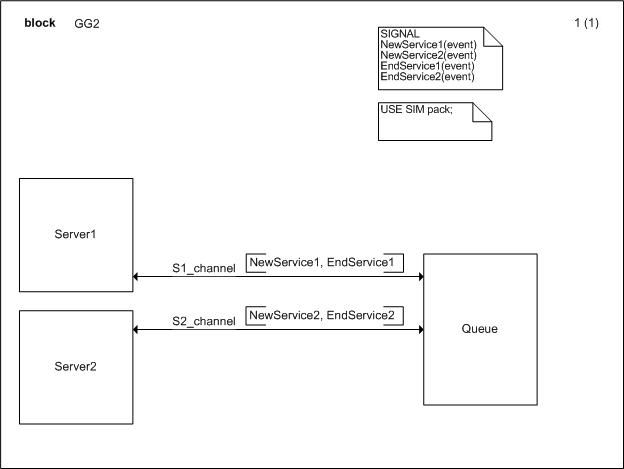 block GG2 1 (1)
SIGNAL
NewService1(event)
NewService2(event)
EndService1(event)
EndService2(event)
USE SIM pack;
Server1
S1_channel
NewService1, EndService1
S2_channel
NewService2, EndService2
Queue
Server2